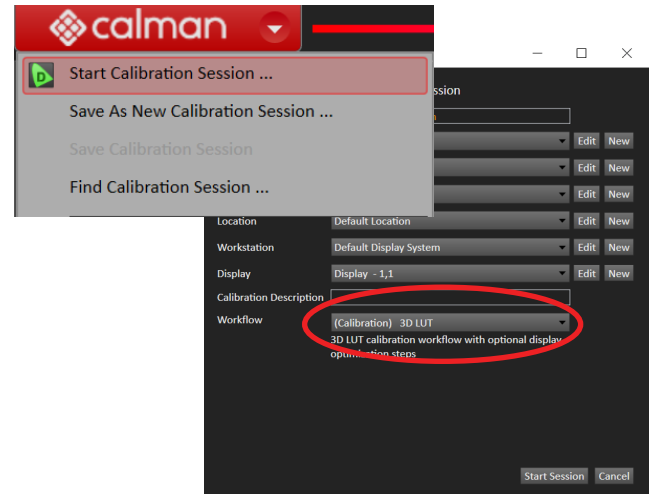 calman
Start Calibration Session ...
Save As New Calibration Session ...
Save Calibration Session
Find Calibration Session ...
Edit New
Edit New
Edit New
Location Default Location Edit New
Workstation Default Display System Edit New
Display Display - 1,1 Edit New
Calibration Description
Workflow (Calibration) 3D LUT
3D LUT calibration workflow with optional display
optimization steps
Start Session Cancel